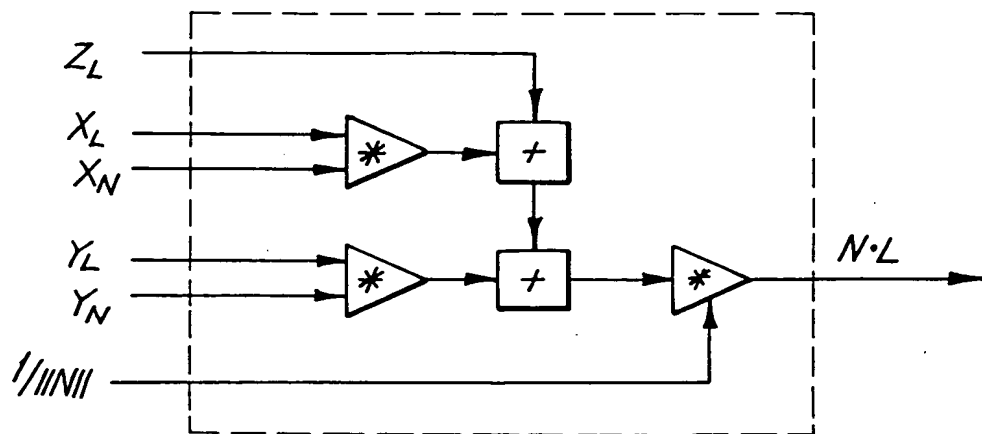 Z_L
X_L
*
+
X_N
Y_L
*
+
*
N·L
Y_N
1/||N||